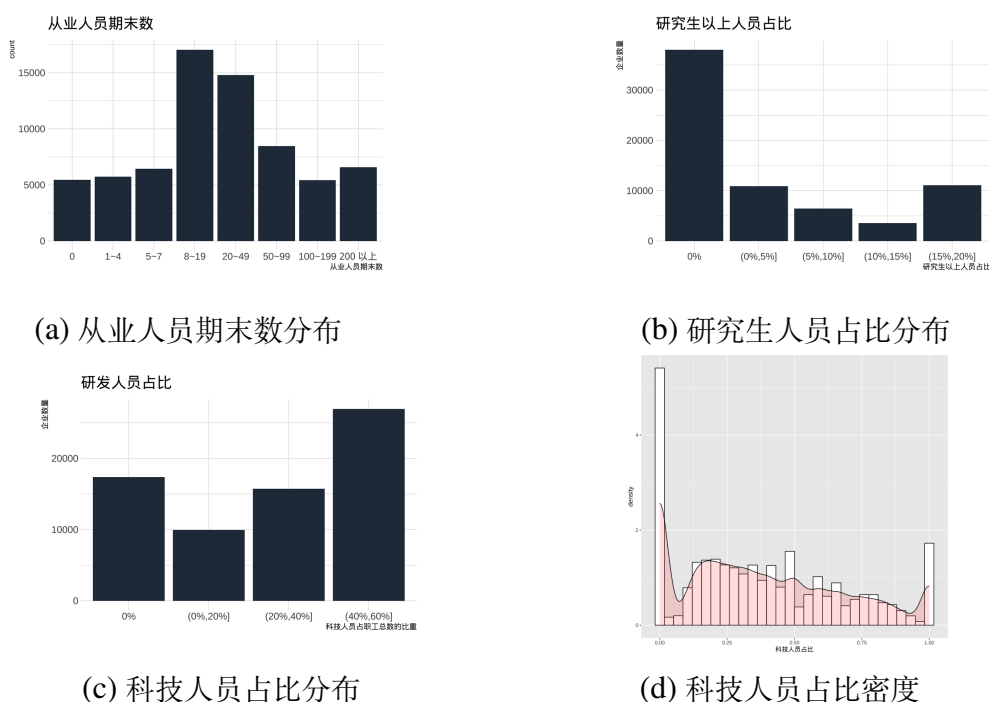 从业人员期末数
count
15000
10000
5000
0
0 1~4 5~7 8~19 20~49 50~99 100~199 200 以上
从业人员期末数
(a) 从业人员期末数分布
研究生以上人员占比
企业数量
30000
20000
10000
0
0% (0%,5%] (5%,10%] (10%,15%] (15%,20%]
研究生以上人员占比
(b) 研究生人员占比分布
研发人员占比
企业数量
20000
10000
0
0% (0%,20%] (20%,40%] (40%,60%]
科技人员占职工总数的比重
(c) 科技人员占比分布
density
4
2
0
0.00 0.25 0.50 0.75 1.00
科技人员占比
(d) 科技人员占比密度